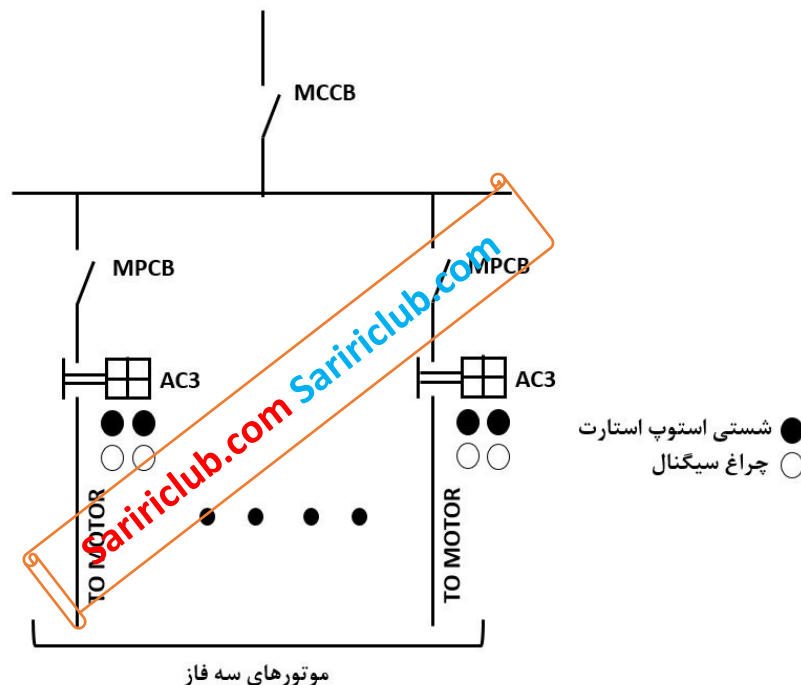 MCCB
MPCB
MPCB
AC3
AC3
شستی استوپ استارت
چراغ سیگنال
Saririclub.com Saririclub.com
TO MOTOR
TO MOTOR
موتورهای سه فاز